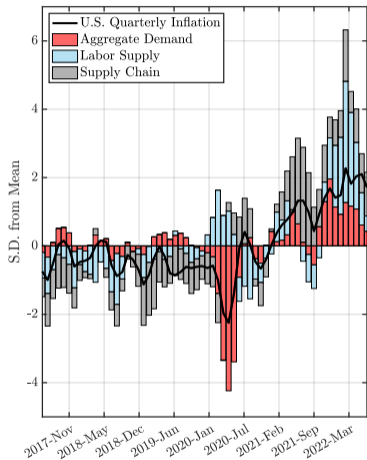 U.S. Quarterly Inflation
Aggregate Demand
Labor Supply
Supply Chain
S.D. from Mean
6
4
2
0
-2
-4
2017-Nov
2018-May
2018-Dec
2019-Jun
2020-Jan
2020-Jul
2021-Feb
2021-Sep
2022-Mar